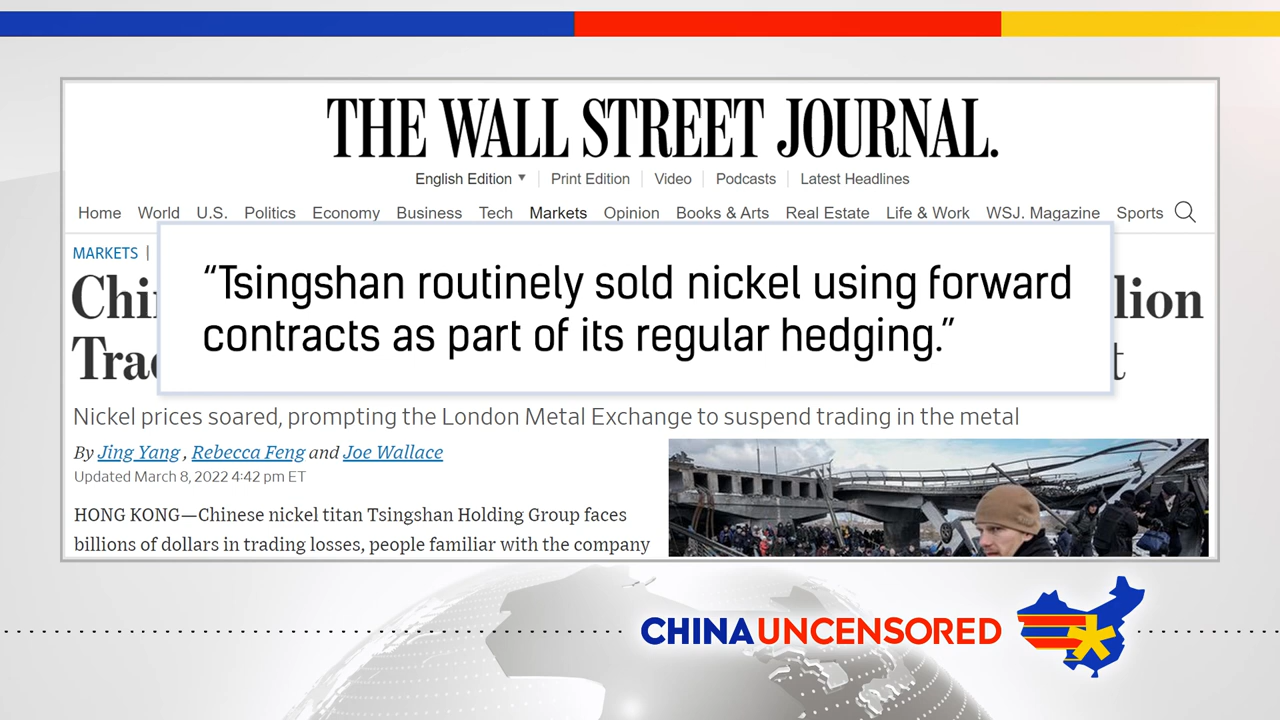 THE WALL STREET JOURNAL.
English Edition Print Edition Video Podcasts Latest Headlines
Home World U.S. Politics Economy Business Tech Markets Opinion Books & Arts Real Estate Life & Work WSJ. Magazine Sports
MARKETS |
“Tsingshan routinely sold nickel using forward
contracts as part of its regular hedging.”
Nickel prices soared, prompting the London Metal Exchange to suspend trading in the metal
By Jing Yang, Rebecca Feng and Joe Wallace
Updated March 8, 2022 4:42 pm ET
HONG KONG—Chinese nickel titan Tsingshan Holding Group faces
billions of dollars in trading losses, people familiar with the company
CHINA UNCENSORED